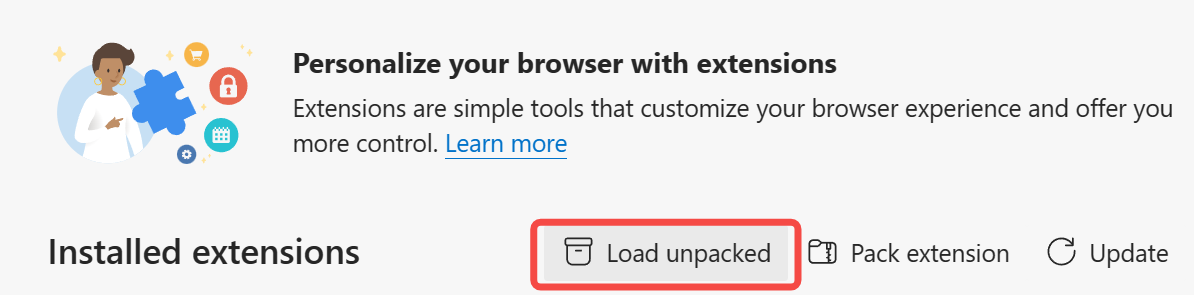 Personalize your browser with extensions
Extensions are simple tools that customize your browser experience and offer you
more control. Learn more
Installed extensions Load unpacked Pack extension Update